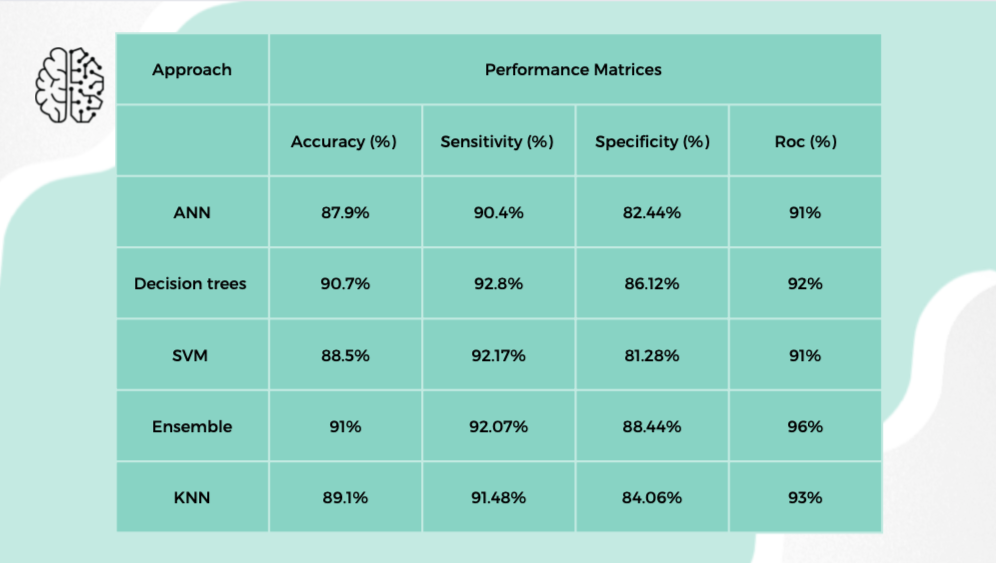 Approach Performance Matrices
Accuracy (%) Sensitivity (%) Specificity (%) Roc (%)
ANN 87.9% 90.4% 82.44% 91%
Decision trees 90.7% 92.8% 86.12% 92%
SVM 88.5% 92.17% 81.28% 91%
Ensemble 91% 92.07% 88.44% 96%
KNN 89.1% 91.48% 84.06% 93%